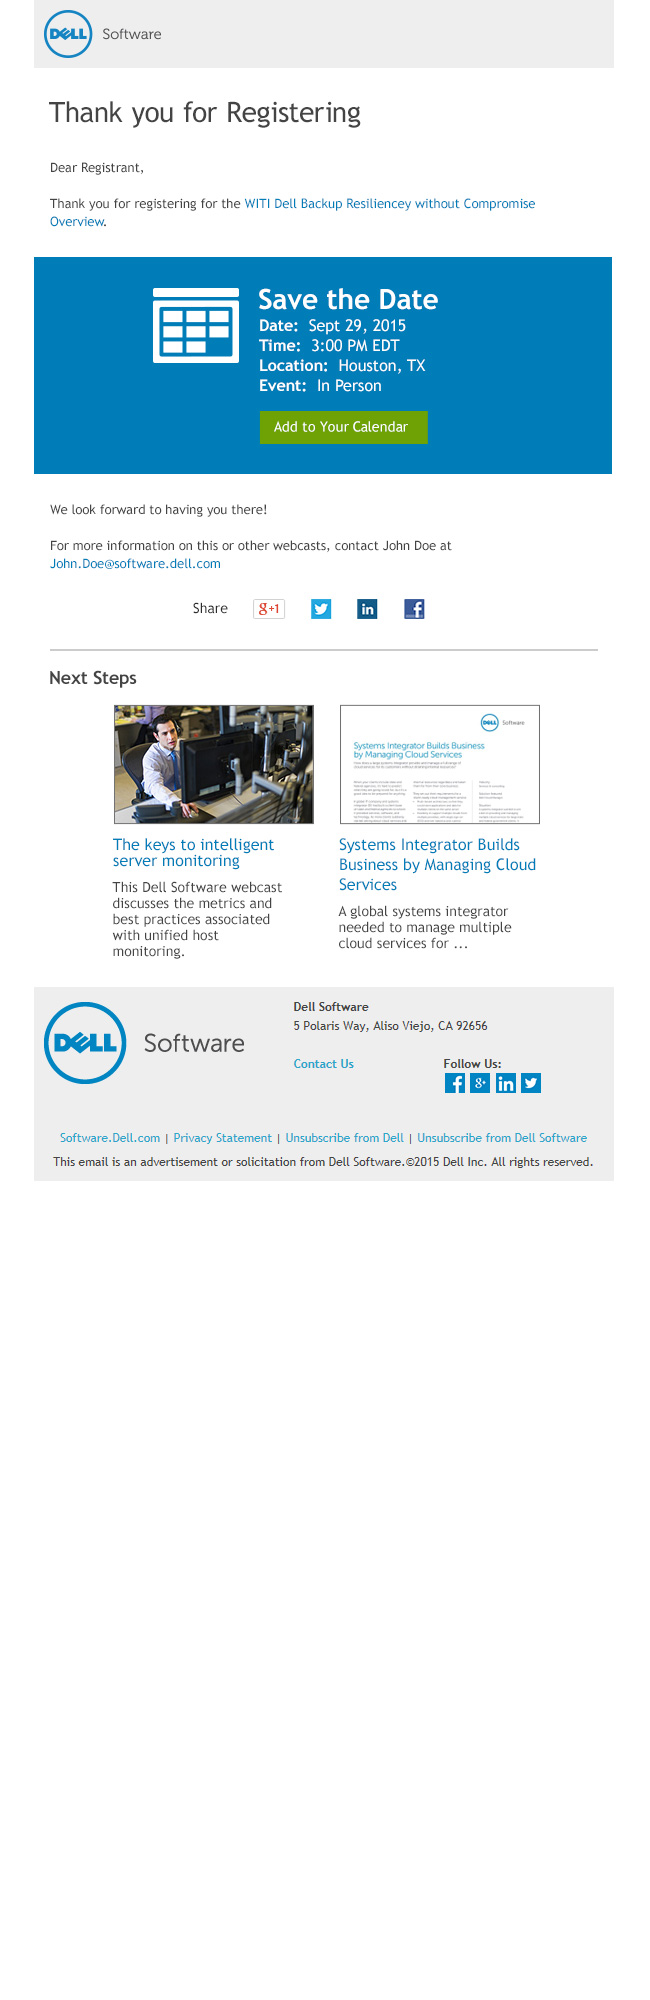 DELL Software
Thank you for Registering
Dear Registrant,
Thank you for registering for the WITI Dell Backup Resiliencey without Compromise
Overview.
Save the Date
Date: Sept 29, 2015
Time: 3:00 PM EDT
Location: Houston, TX
Event: In Person
Add to Your Calendar
We look forward to having you there!
For more information on this or other webcasts, contact John Doe at
John.Doe@software.dell.com
Share g+1 in f
Next Steps
DELL Software
Systems Integrator Builds Business
by Managing Cloud Services
The keys to intelligent
server monitoring
This Dell Software webcast
discusses the metrics and
best practices associated
with unified host
monitoring.
Systems Integrator Builds
Business by Managing Cloud
Services
A global systems integrator
needed to manage multiple
cloud services for ...
DELL Software
Dell Software
5 Polaris Way, Aliso Viejo, CA 92656
Contact Us
Follow Us:
f g+ in
Software.Dell.com | Privacy Statement | Unsubscribe from Dell | Unsubscribe from Dell Software
This email is an advertisement or solicitation from Dell Software.©2015 Dell Inc. All rights reserved.